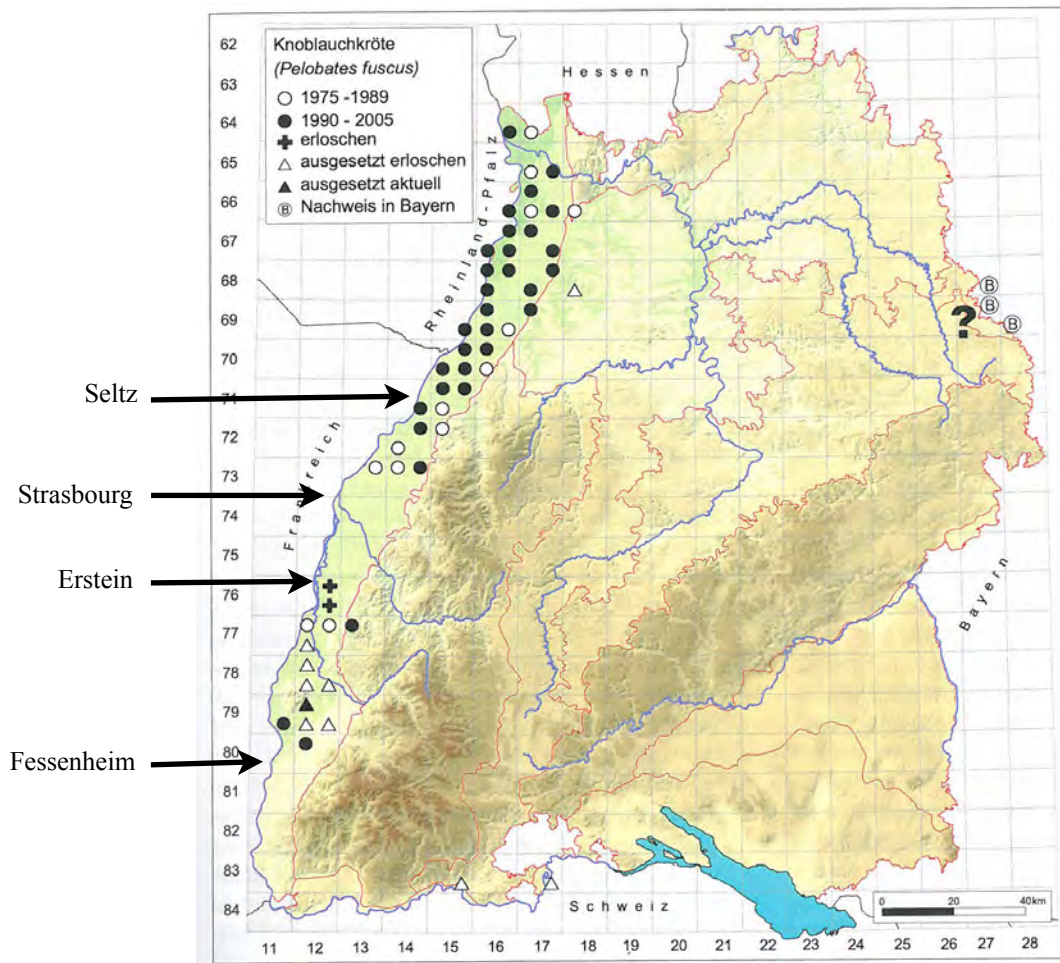 Knoblauchkröte
(Pelobates fuscus)
1975 -1989
1990 - 2005
erloschen
ausgesetzt erloschen
ausgesetzt aktuell
Ⓑ Nachweis in Bayern
62
63
64
65
66
67
68
69
70
71
72
73
74
75
76
77
78
79
80
81
82
83
84
Hessen
Rheinland-Pfalz
Frankreich
Bayern
Schweiz
Seltz
Strasbourg
Erstein
Fessenheim
B
B
B
?
0 20 40km
11 12 13 14 15 16 17 18 19 20 21 22 23 24 25 26 27 28